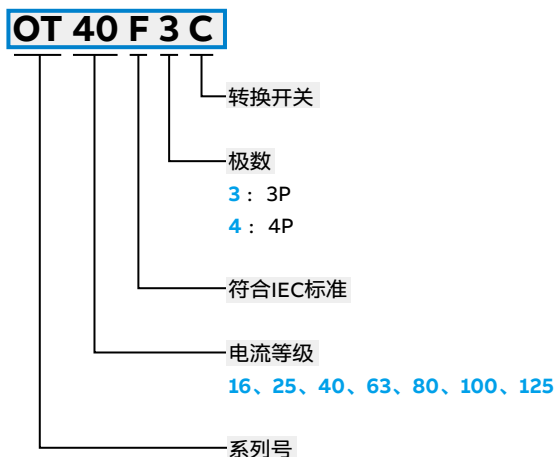 OT 40 F 3 C
转换开关
极数
3： 3P
4： 4P
符合IEC标准
电流等级
16、25、40、63、80、100、125
系列号